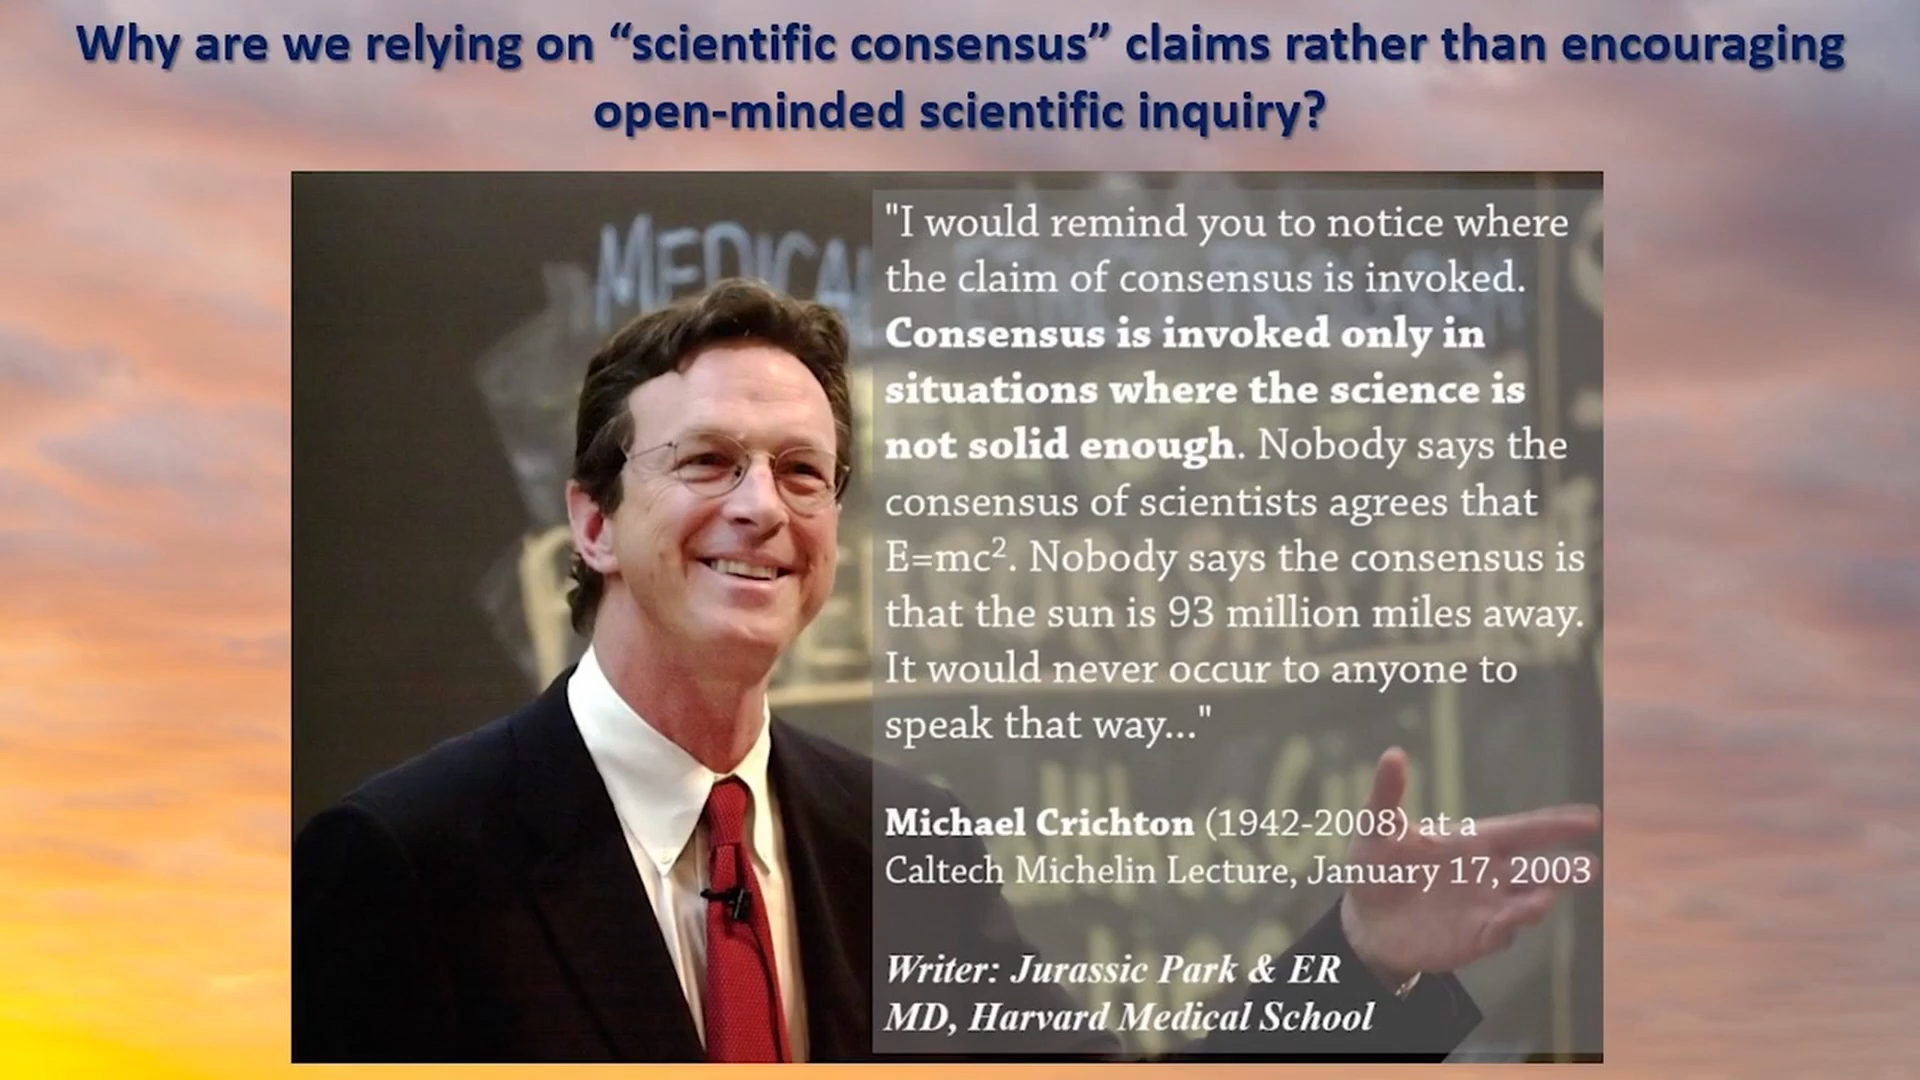 Why are we relying on “scientific consensus” claims rather than encouraging
open-minded scientific inquiry?
MEDICAL
"I would remind you to notice where
the claim of consensus is invoked.
Consensus is invoked only in
situations where the science is
not solid enough. Nobody says the
consensus of scientists agrees that
E=mc². Nobody says the consensus is
that the sun is 93 million miles away.
It would never occur to anyone to
speak that way..."
Michael Crichton (1942-2008) at a
Caltech Michelin Lecture, January 17, 2003
Writer: Jurassic Park & ER
MD, Harvard Medical School